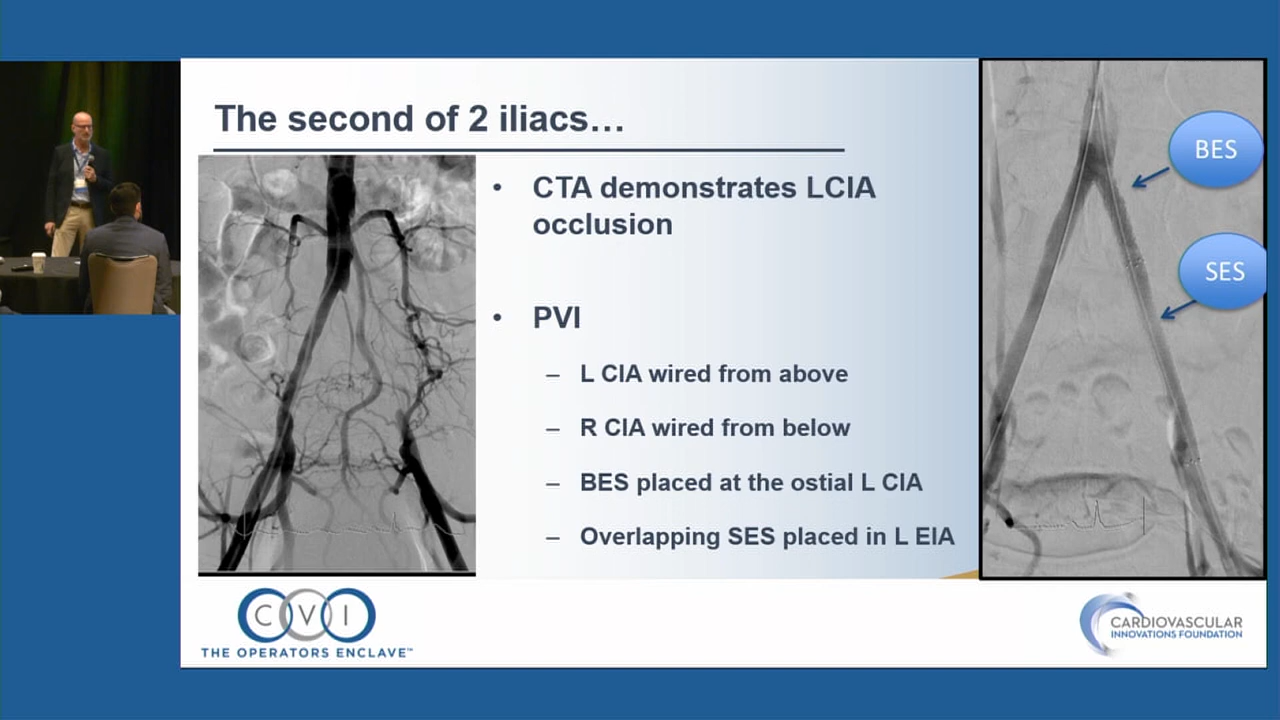 The second of 2 iliacs…
• CTA demonstrates LCIA
occlusion
• PVI
– L CIA wired from above
– R CIA wired from below
– BES placed at the ostial L CIA
– Overlapping SES placed in L EIA
BES
SES
CVI
THE OPERATORS ENCLAVE™
CARDIOVASCULAR
INNOVATIONS FOUNDATION